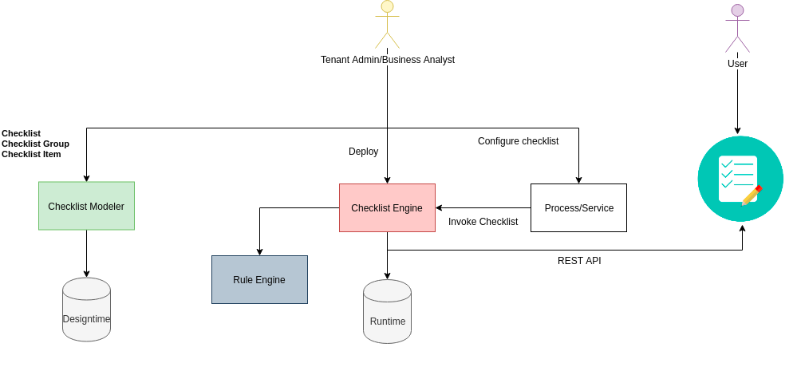 Tenant Admin/Business Analyst
User
Checklist
Checklist Group
Checklist Item
Deploy
Configure checklist
Checklist Modeler
Checklist Engine
Process/Service
Invoke Checklist
Rule Engine
REST API
Designtime
Runtime